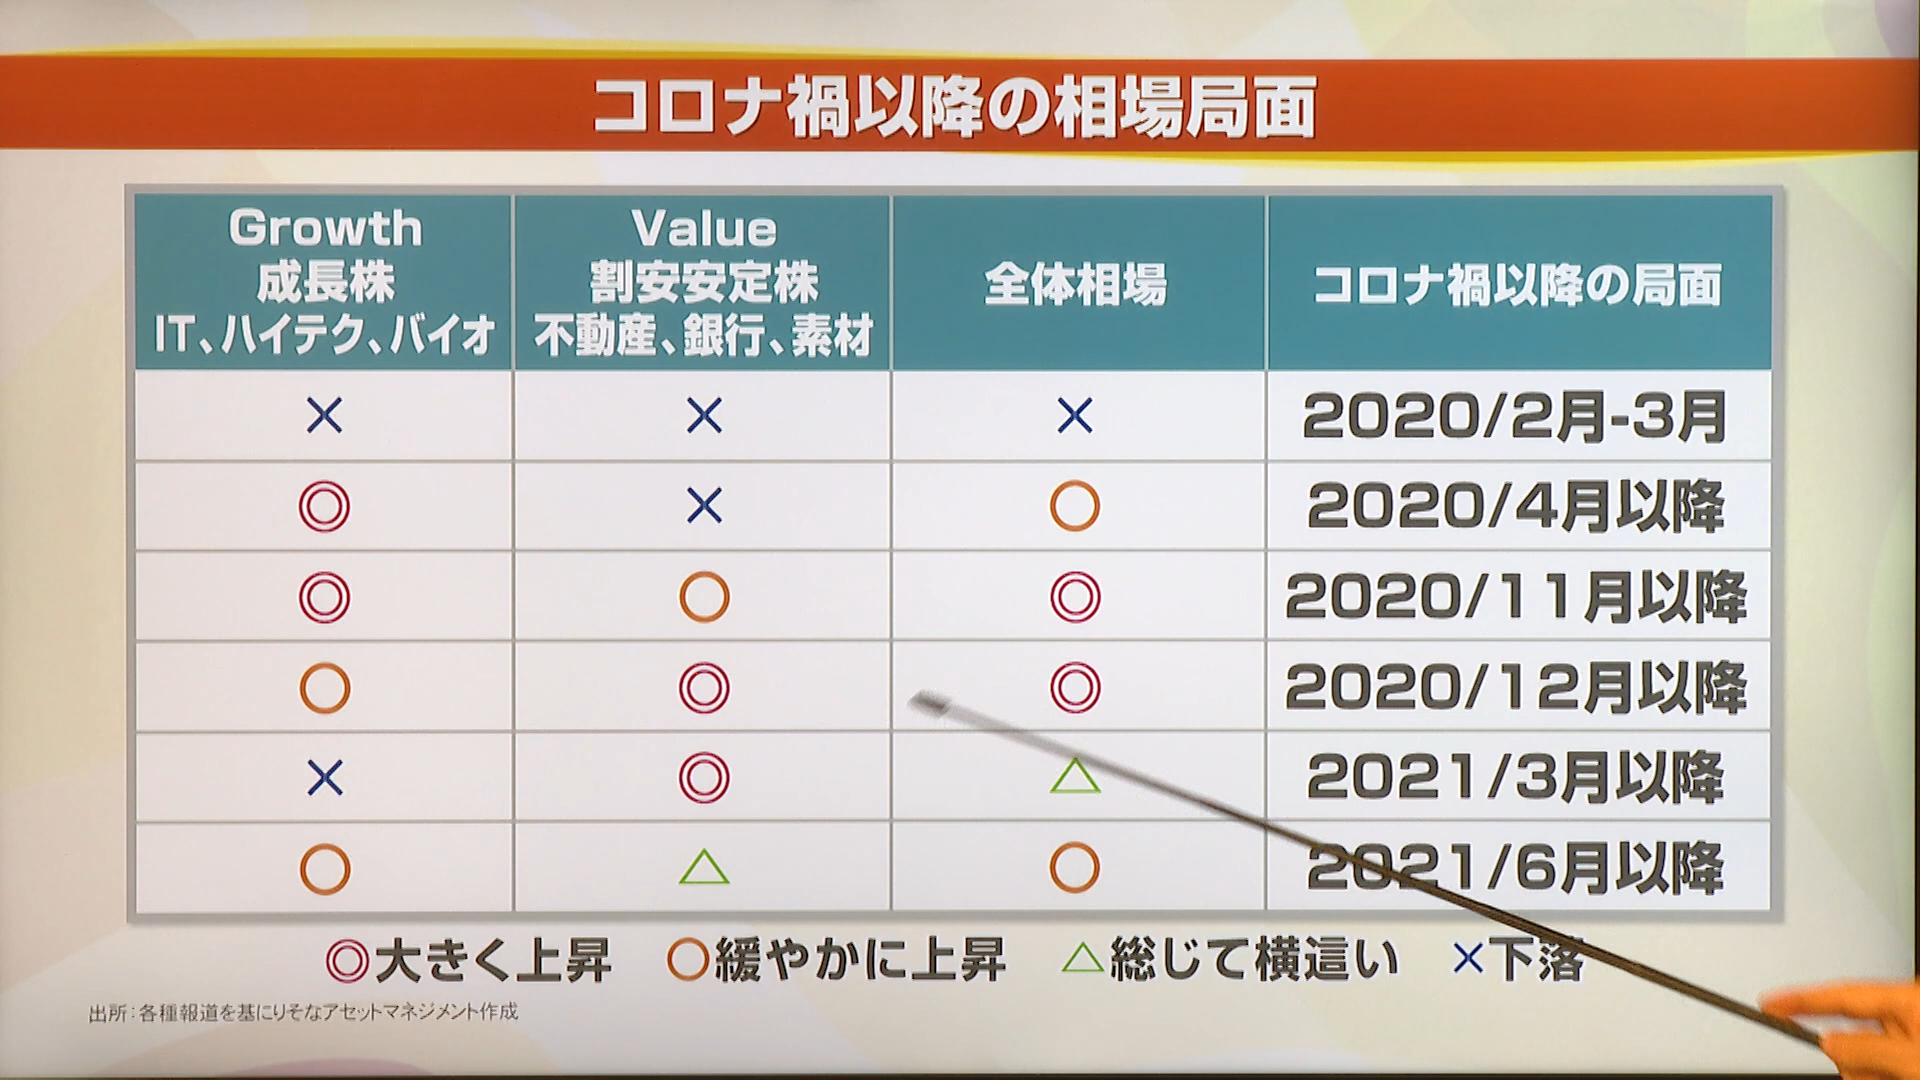 コロナ禍以降の相場局面
Growth
成長株
IT、ハイテク、バイオ
Value
割安安定株
不動産、銀行、素材
全体相場
コロナ禍以降の局面
× × × 2020/2月-3月
◎ × ○ 2020/4月以降
◎ ○ ◎ 2020/11月以降
○ ◎ ◎ 2020/12月以降
× ◎ △ 2021/3月以降
○ △ ○ 2021/6月以降
◎大きく上昇 ○緩やかに上昇 △総じて横這い ×下落
出所：各種報道を基にりそなアセットマネジメント作成